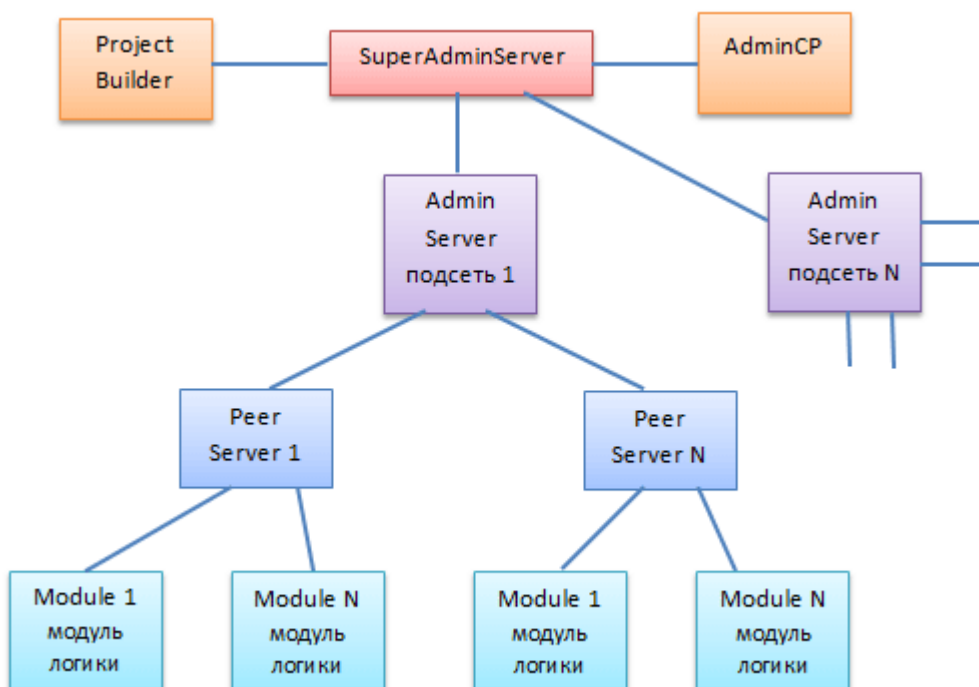 Project
Builder
SuperAdminServer
AdminCP
Admin
Server
подсеть 1
Admin
Server
подсеть N
Peer
Server 1
Peer
Server N
Module 1
модуль
логики
Module N
модуль
логики
Module 1
модуль
логики
Module N
модуль
логики